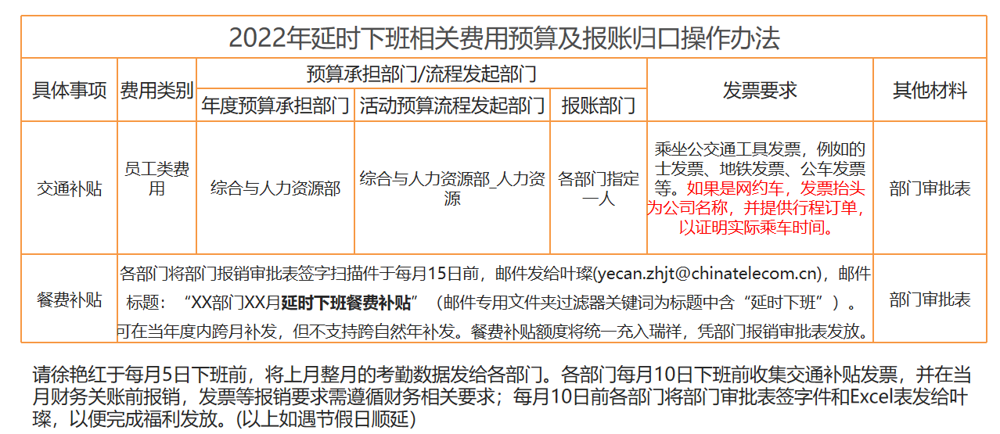 2022年延时下班相关费用预算及报账归口操作办法
具体事项
费用类别
预算承担部门/流程发起部门
年度预算承担部门
活动预算流程发起部门
报账部门
发票要求
其他材料
交通补贴
员工类费
用
综合与人力资源部
综合与人力资源部_人力资
源
各部门指定
一人
乘坐公交通工具发票，例如的
士发票、地铁发票、公车发票
等。如果是网约车，发票抬头
为公司名称，并提供行程订单，
以证明实际乘车时间。
部门审批表
餐费补贴
各部门将部门报销审批表签字扫描件于每月15日前，邮件发给叶璨(yecan.zhjt@chinatelecom.cn)，邮件
标题：“XX部门XX月延时下班餐费补贴”（邮件专用文件夹过滤器关键词为标题中含“延时下班”）。
可在当年度内跨月补发，但不支持跨自然年补发。餐费补贴额度将统一充入瑞祥，凭部门报销审批表发放。
部门审批表
请徐艳红于每月5日下班前，将上月整月的考勤数据发给各部门。各部门每月10日下班前收集交通补贴发票，并在当
月财务关账前报销，发票等报销要求需遵循财务相关要求；每月10日前各部门将部门审批表签字件和Excel表发给叶
璨，以便完成福利发放。(以上如遇节假日顺延）